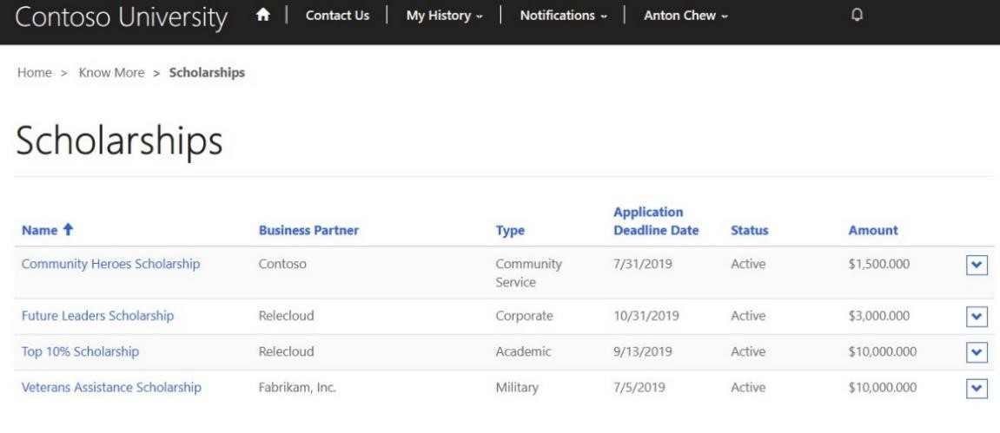 Contoso University Contact Us My History Notifications Anton Chew
Home > Know More > Scholarships
Scholarships
Name Business Partner Type Application Deadline Date Status Amount
Community Heroes Scholarship Contoso Community Service 7/31/2019 Active $1,500.000
Future Leaders Scholarship Relecloud Corporate 10/31/2019 Active $3,000.000
Top 10% Scholarship Relecloud Academic 9/13/2019 Active $10,000.000
Veterans Assistance Scholarship Fabrikam, Inc. Military 7/5/2019 Active $10,000.000